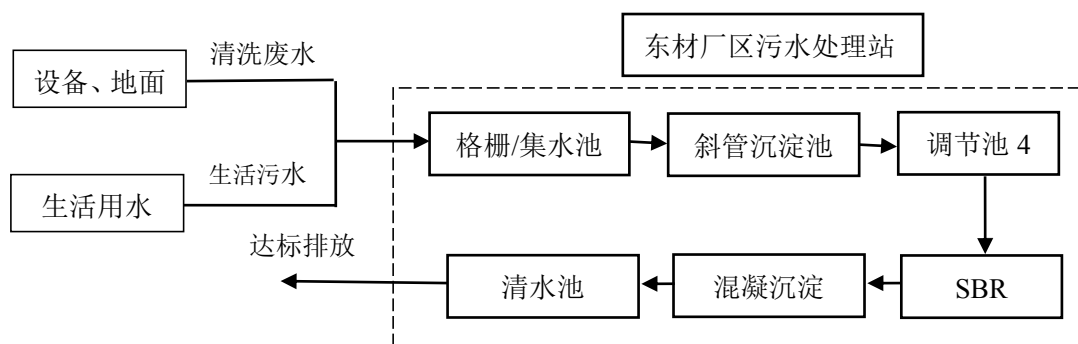 东材厂区污水处理站
清洗废水
设备、地面
格栅/集水池
斜管沉淀池
调节池 4
生活污水
生活用水
达标排放
清水池
混凝沉淀
SBR